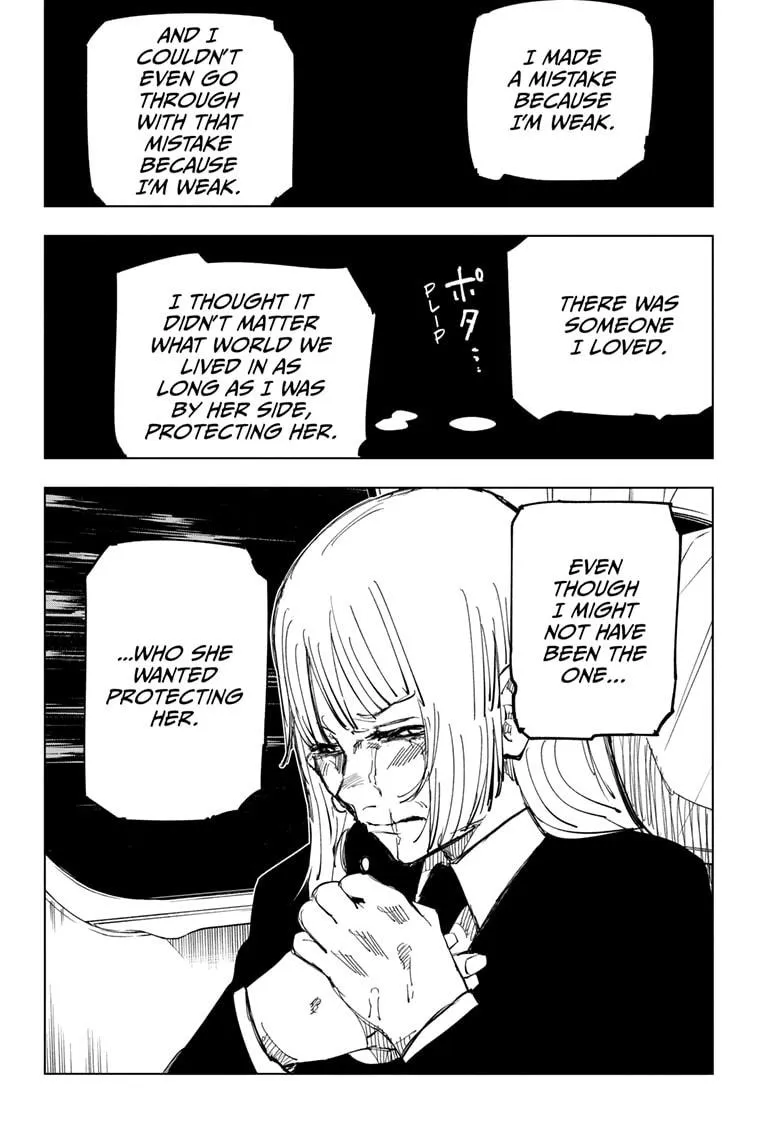 I MADE
A MISTAKE
BECAUSE
I'M WEAK.
AND I
COULDN'T
EVEN GO
THROUGH
WITH THAT
MISTAKE
BECAUSE
I'M WEAK.
THERE WAS
SOMEONE
I LOVED.
ポタ…
PLIP
I THOUGHT IT
DIDN'T MATTER
WHAT WORLD WE
LIVED IN AS
LONG AS I WAS
BY HER SIDE,
PROTECTING HER.
EVEN
THOUGH
I MIGHT
NOT HAVE
BEEN THE
ONE...
...WHO SHE
WANTED
PROTECTING
HER.